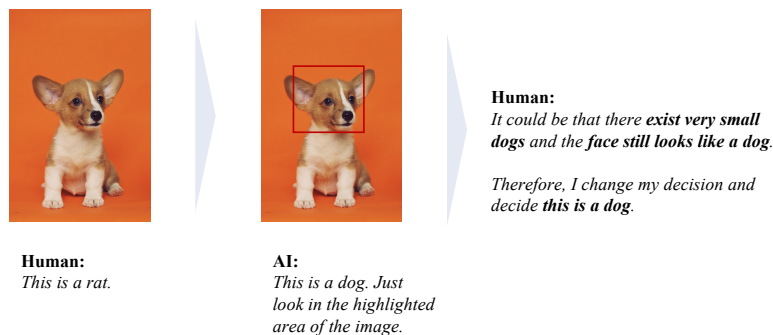 Human:
This is a rat.
AI:
This is a dog. Just
look in the highlighted
area of the image.
Human:
It could be that there exist very small
dogs and the face still looks like a dog.
Therefore, I change my decision and
decide this is a dog.